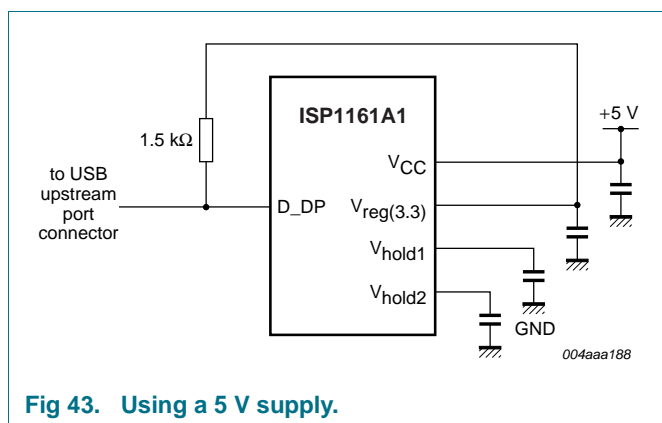 ISP1161A1
+5 V
1.5 kΩ
VCC
to USB
upstream
port
connector
D_DP
Vreg(3.3)
Vhold1
Vhold2
GND
004aaa188
Fig 43. Using a 5 V supply.